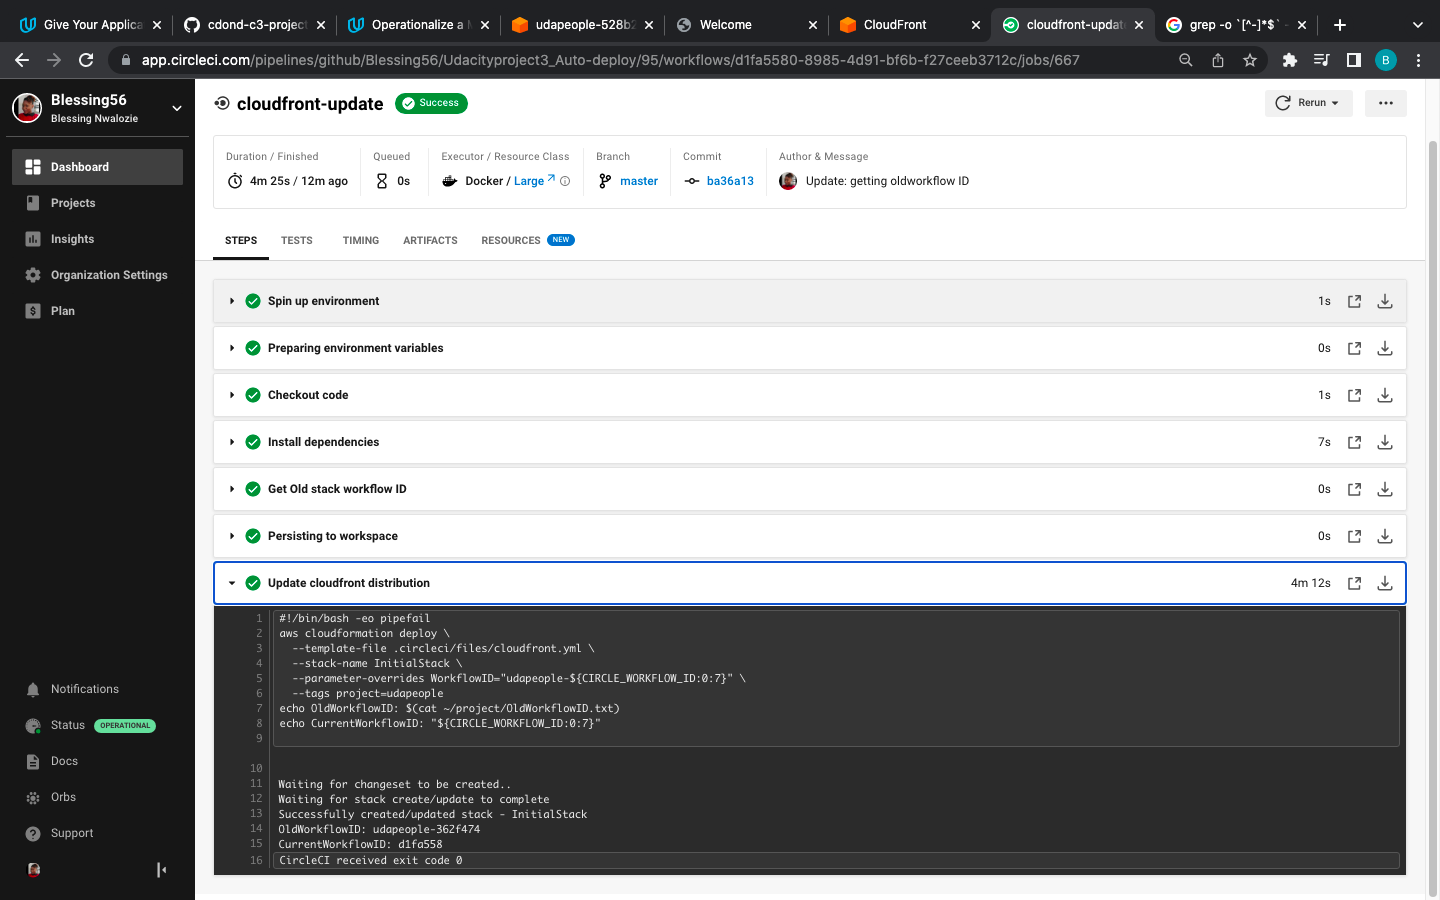 Give Your Applica
cdond-c3-project
Operationalize a M
udapeople-528b2
Welcome
CloudFront
cloudfront-updat
grep -o `[^-]*$` -
app.circleci.com/pipelines/github/Blessing56/Udacityproject3_Auto-deploy/95/workflows/d1fa5580-8985-4d91-bf6b-f27ceeb3712c/jobs/667
B
Blessing56
Blessing Nwalozie
Dashboard
Projects
Insights
Organization Settings
Plan
Notifications
Status OPERATIONAL
Docs
Orbs
Support
cloudfront-update Success
Rerun
Duration / Finished
4m 25s / 12m ago
Queued
0s
Executor / Resource Class
Docker / Large
Branch
master
Commit
ba36a13
Author & Message
Update: getting oldworkflow ID
STEPS TESTS TIMING ARTIFACTS RESOURCES NEW
Spin up environment 1s
Preparing environment variables 0s
Checkout code 1s
Install dependencies 7s
Get Old stack workflow ID 0s
Persisting to workspace 0s
Update cloudfront distribution 4m 12s
1 #!/bin/bash -eo pipefail
2 aws cloudformation deploy \
3 --template-file .circleci/files/cloudfront.yml \
4 --stack-name InitialStack \
5 --parameter-overrides WorkflowID="udapeople-${CIRCLE_WORKFLOW_ID:0:7}" \
6 --tags project=udapeople
7 echo OldWorkflowID: $(cat ~/project/OldWorkflowID.txt)
8 echo CurrentWorkflowID: "${CIRCLE_WORKFLOW_ID:0:7}"
9
10
11 Waiting for changeset to be created..
12 Waiting for stack create/update to complete
13 Successfully created/updated stack - InitialStack
14 OldWorkflowID: udapeople-362f474
15 CurrentWorkflowID: d1fa558
16 CircleCI received exit code 0